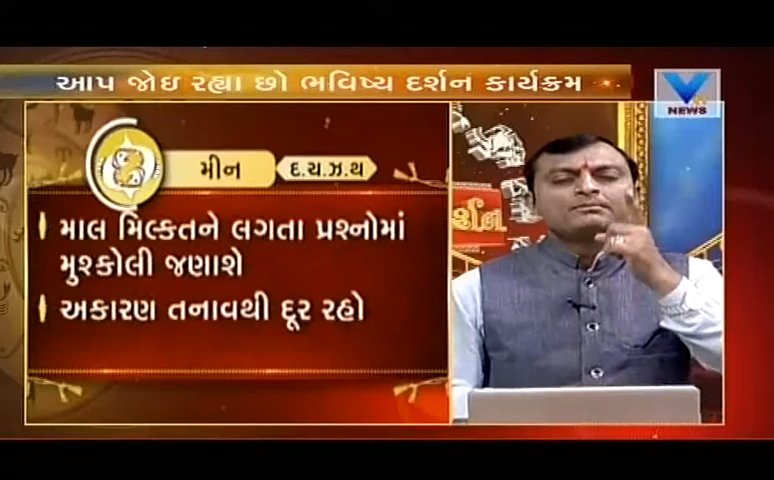 આપ જોઇ રહ્યા છો ભવિષ્ય દર્શન કાર્યક્રમ
NEWS
મીન
દ.ચ.ઝ.થ
માલ મિલ્કતને લગતા પ્રશ્નોમાં
મુશ્કોલી જણાશે
અકારણ તનાવથી દૂર રહો